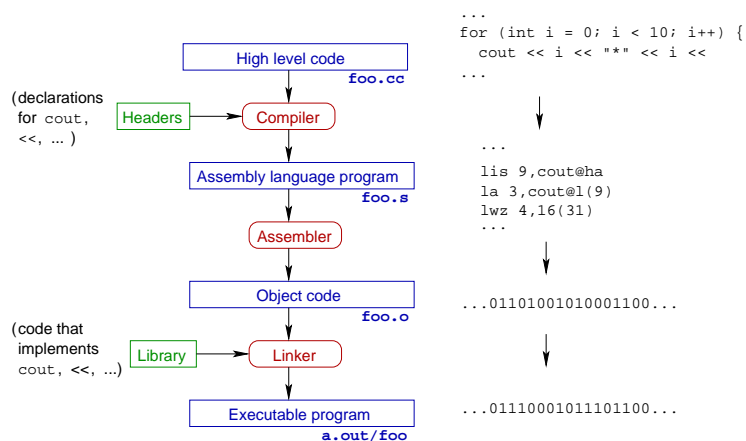 High level code
foo.cc
(declarations
for cout,
<<, ... )
Headers
Compiler
Assembly language program
foo.s
Assembler
Object code
foo.o
(code that
implements
cout, <<, ...)
Library
Linker
Executable program
a.out/foo
...
for (int i = 0; i < 10; i++) {
cout << i << "*" << i <<
...
...
lis 9,cout@ha
la 3,cout@l(9)
lwz 4,16(31)
...
...01101001010001100...
...01110001011101100...